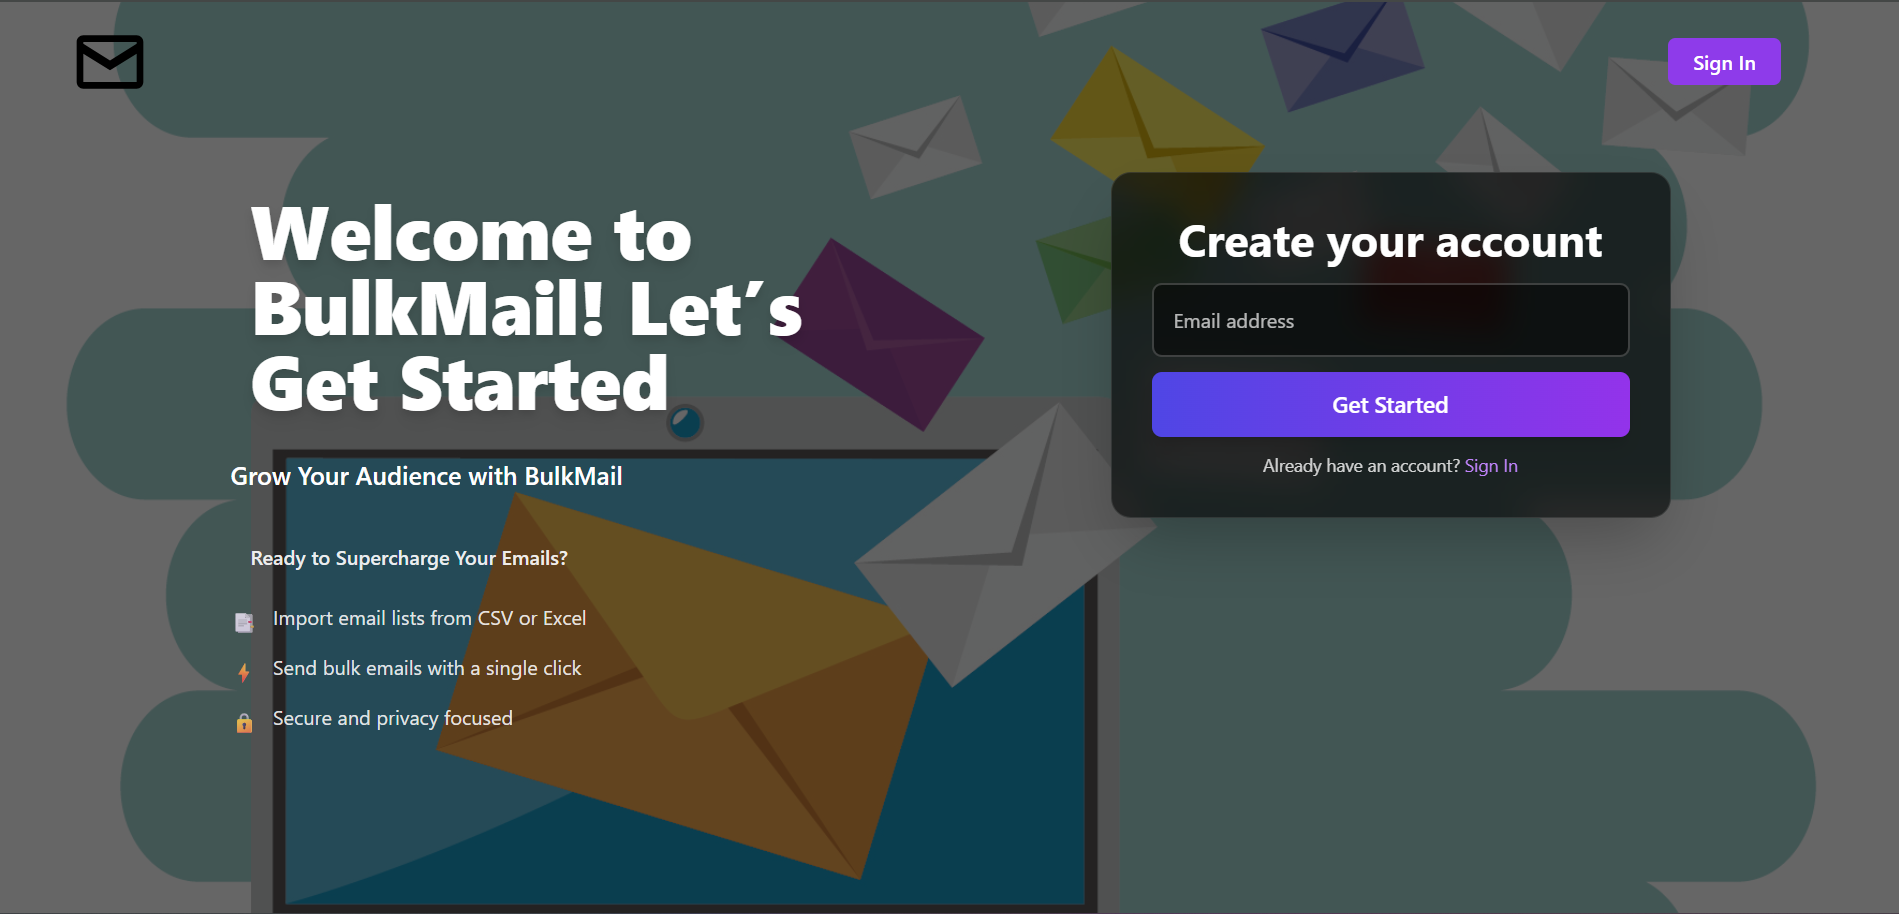 Sign In
Welcome to
BulkMail! Let´s
Get Started
Grow Your Audience with BulkMail
Ready to Supercharge Your Emails?
Import email lists from CSV or Excel
Send bulk emails with a single click
Secure and privacy focused
Create your account
Email address
Get Started
Already have an account? Sign In